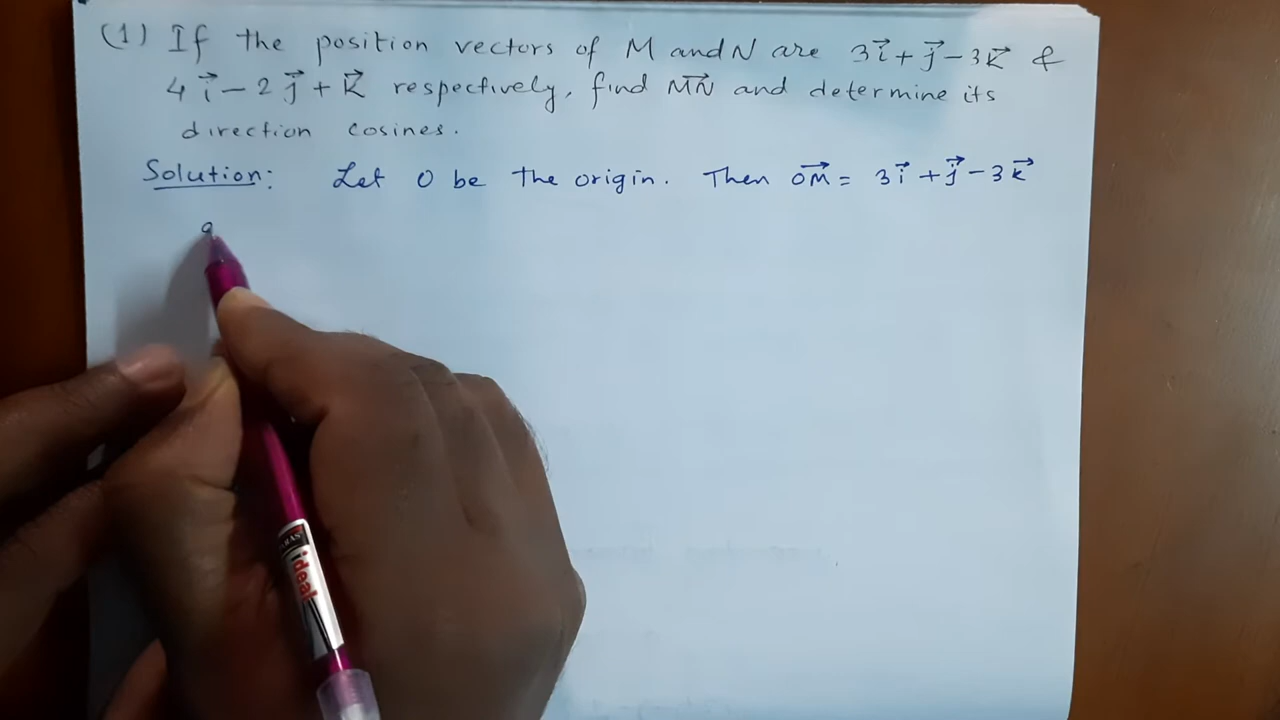 (1) If the position vectors of M and N are 3i⃗ + j⃗ - 3k⃗ &
4i⃗ - 2j⃗ + k⃗ respectively, find MN⃗ and determine its
direction cosines.
Solution: Let O be the origin. Then OM⃗ = 3i⃗ + j⃗ - 3k⃗
a
ideal